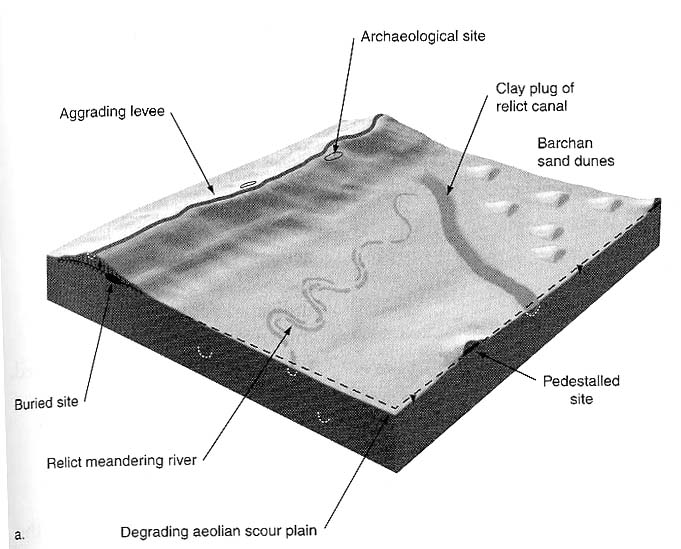 Archaeological site
Aggrading levee
Clay plug of
relict canal
Barchan
sand dunes
Buried site
Pedestalled
site
Relict meandering river
Degrading aeolian scour plain
a.